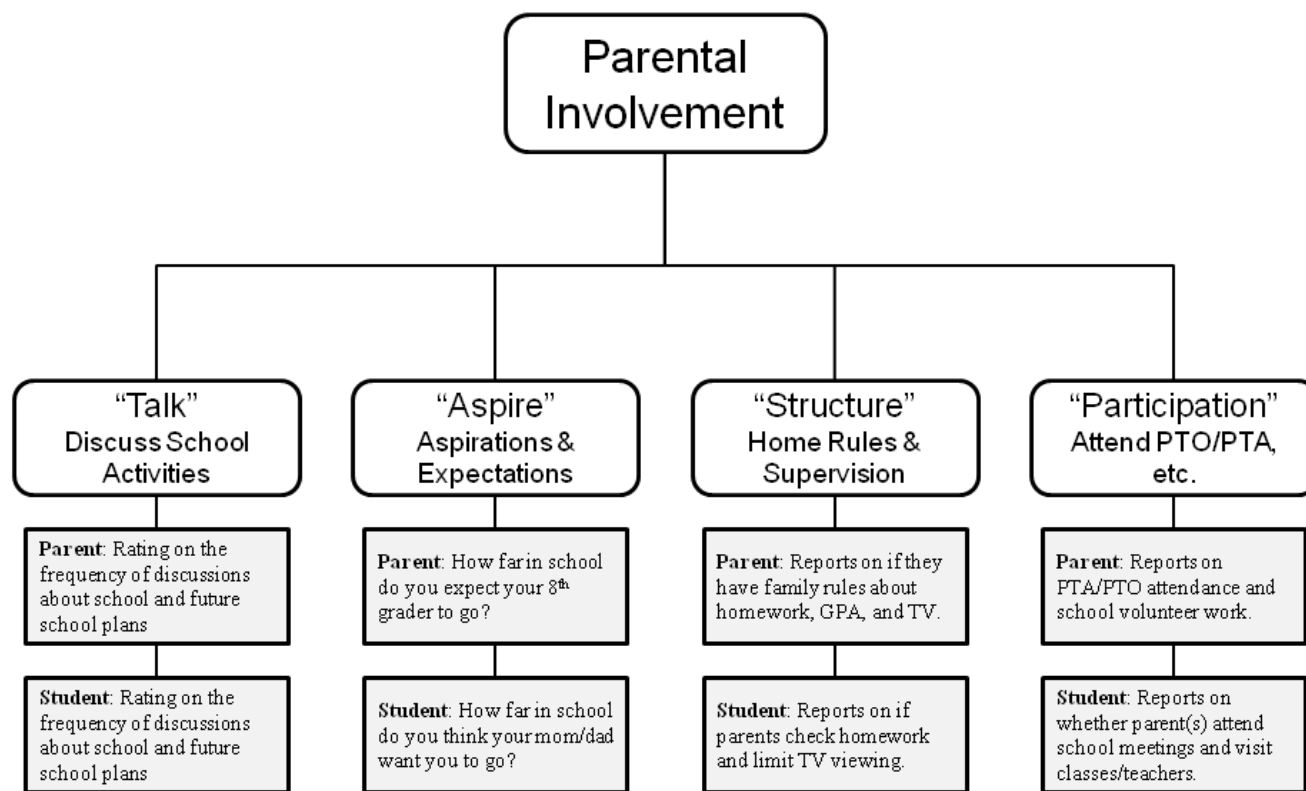 Parental
Involvement
“Talk”
Discuss School
Activities
“Aspire”
Aspirations &
Expectations
“Structure”
Home Rules &
Supervision
“Participation”
Attend PTO/PTA,
etc.
Parent: Rating on the
frequency of discussions
about school and future
school plans
Parent: How far in school
do you expect your 8th
grader to go?
Parent: Reports on if they
have family rules about
homework, GPA, and TV.
Parent: Reports on
PTA/PTO attendance and
school volunteer work.
Student: Rating on the
frequency of discussions
about school and future
school plans
Student: How far in school
do you think your mom/dad
want you to go?
Student: Reports on if
parents check homework
and limit TV viewing.
Student: Reports on
whether parent(s) attend
school meetings and visit
classes/teachers.